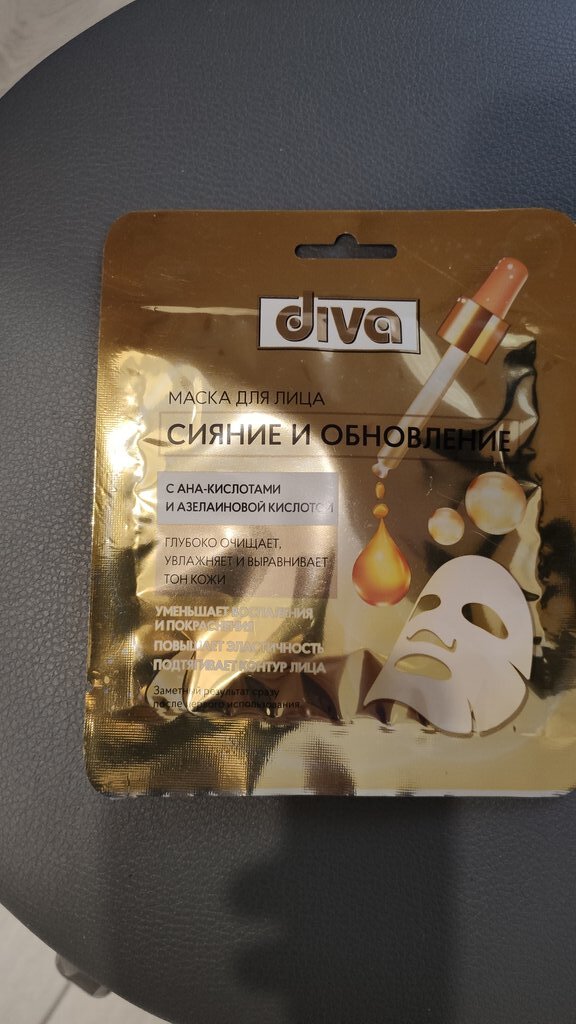 diva
МАСКА ДЛЯ ЛИЦА
СИЯНИЕ И ОБНОВЛЕНИЕ
С АНА-КИСЛОТАМИ
И АЗЕЛАИНОВОЙ КИСЛОТОЙ
ГЛУБОКО ОЧИЩАЕТ,
УВЛАЖНЯЕТ И ВЫРАВНИВАЕТ
ТОН КОЖИ
УМЕНЬШАЕТ ВОСПАЛЕНИЯ
И ПОКРАСНЕНИЯ
ПОВЫШАЕТ ЭЛАСТИЧНОСТЬ
ПОДТЯГИВАЕТ КОНТУР ЛИЦА
Заметный результат сразу
после первого использования.